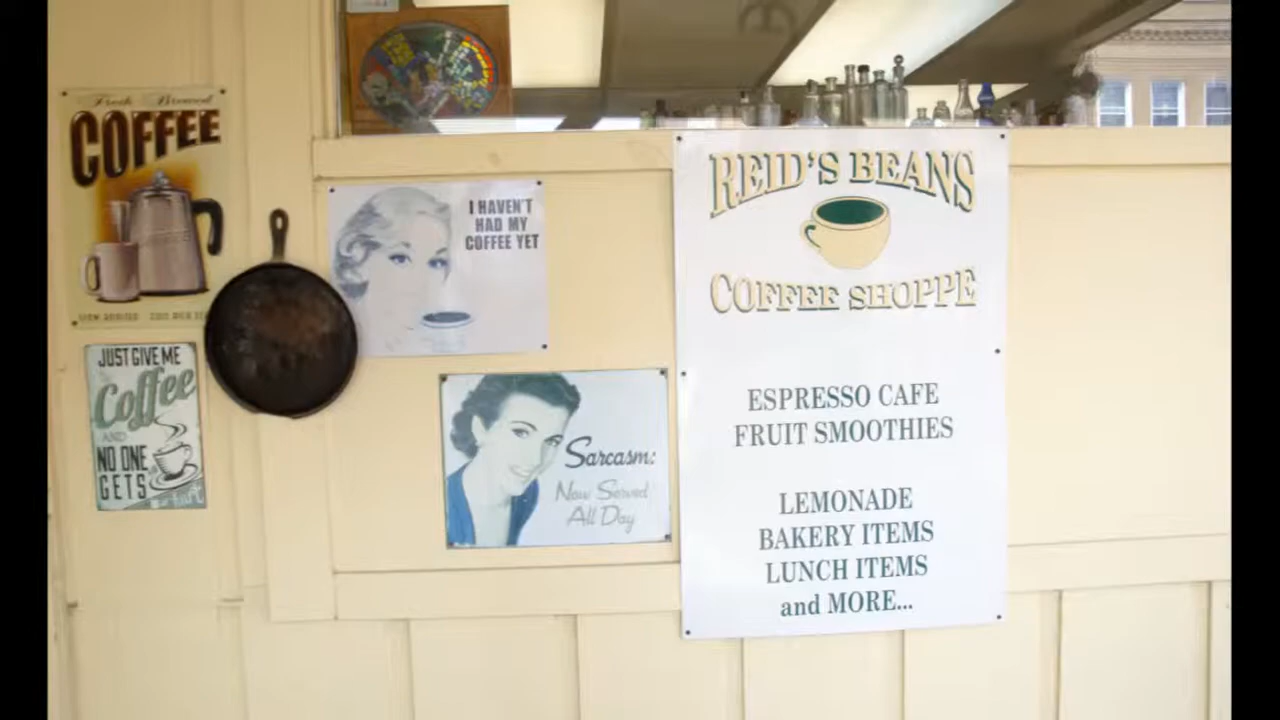 Fresh Brewed
COFFEE
JUST GIVE ME
Coffee
AND
NO ONE
GETS
I HAVEN'T
HAD MY
COFFEE YET
Sarcasm:
Now Served
All Day
REID'S BEANS
COFFEE SHOPPE
ESPRESSO CAFE
FRUIT SMOOTHIES
LEMONADE
BAKERY ITEMS
LUNCH ITEMS
and MORE...